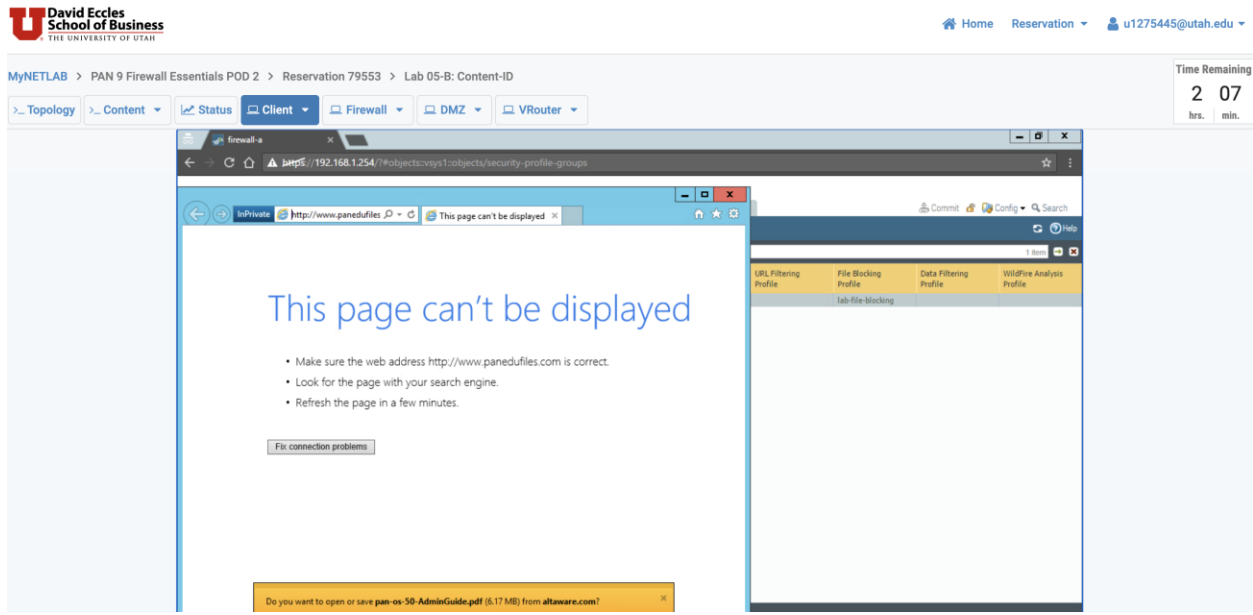 David Eccles
School of Business
THE UNIVERSITY OF UTAH
Home Reservation u1275445@utah.edu
MyNETLAB > PAN 9 Firewall Essentials POD 2 > Reservation 79553 > Lab 05-B: Content-ID
Time Remaining
2 07
hrs. min.
>_ Topology >_ Content Status Client Firewall DMZ VRouter
firewall-a
https://192.168.1.254/?#objects::vsys1::objects/security-profile-groups
InPrivate http://www.panedufiles This page can't be displayed
Commit Config Search
Help
1 item
URL Filtering Profile File Blocking Profile Data Filtering Profile WildFire Analysis Profile
lab-file-blocking
This page can't be displayed
• Make sure the web address http://www.panedufiles.com is correct.
• Look for the page with your search engine.
• Refresh the page in a few minutes.
Fix connection problems
Do you want to open or save pan-os-50-AdminGuide.pdf (6.17 MB) from altaware.com?